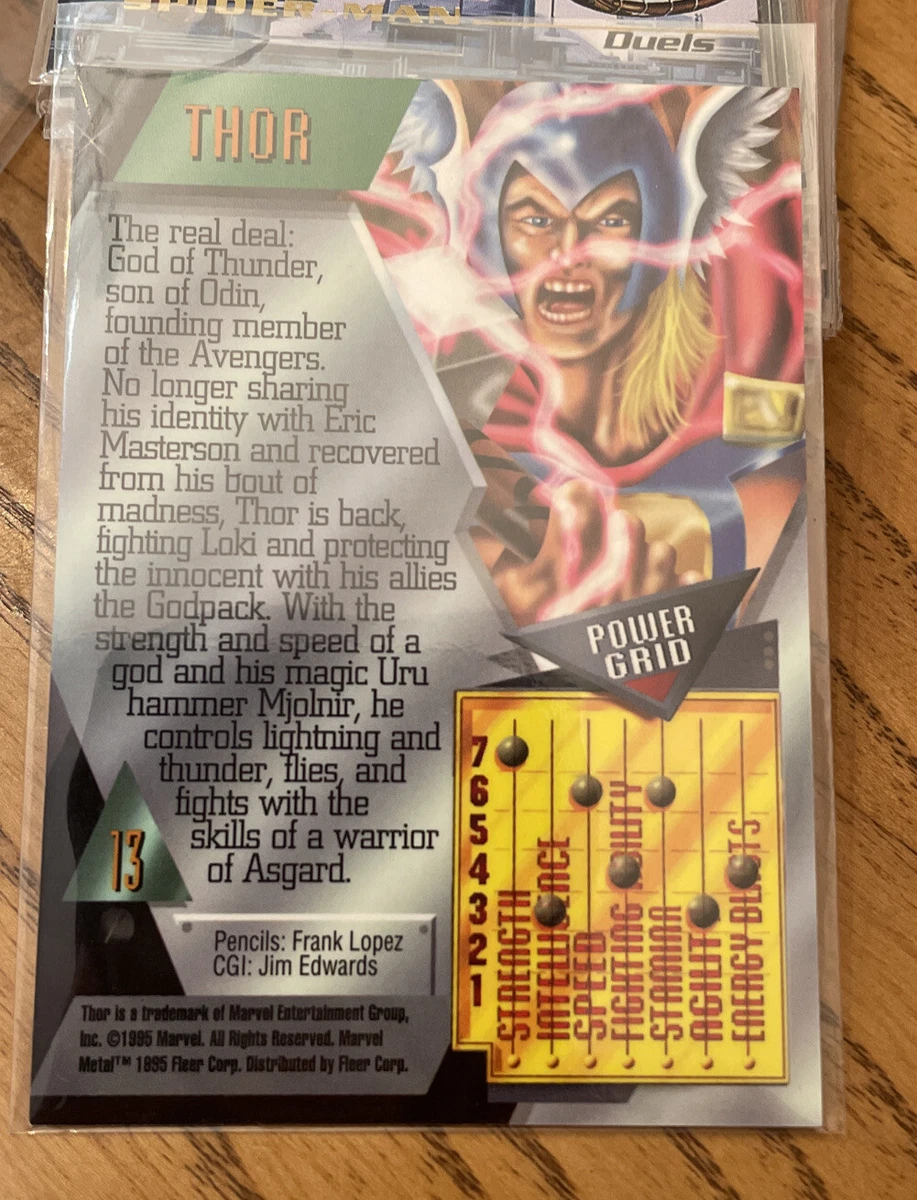 SPIDER-MAN
Duels
THOR
The real deal:
God of Thunder,
son of Odin,
founding member
of the Avengers.
No longer sharing
his identity with Eric
Masterson and recovered
from his bout of
madness, Thor is back,
fighting Loki and protecting
the innocent with his allies
the Godpack. With the
strength and speed of a
god and his magic Uru
hammer Mjolnir, he
controls lightning and
thunder, flies, and
fights with the
skills of a warrior
of Asgard.
13
Pencils: Frank Lopez
CGI: Jim Edwards
Thor is a trademark of Marvel Entertainment Group,
Inc. ©1995 Marvel. All Rights Reserved. Marvel
Metal™ 1995 Fleer Corp. Distributed by Fleer Corp.
POWER
GRID
7
6
5
4
3
2
1
STRENGTH
INTELLIGENCE
SPEED
FIGHTING ABILITY
STAMINA
AGILITY
ENERGY BLASTS